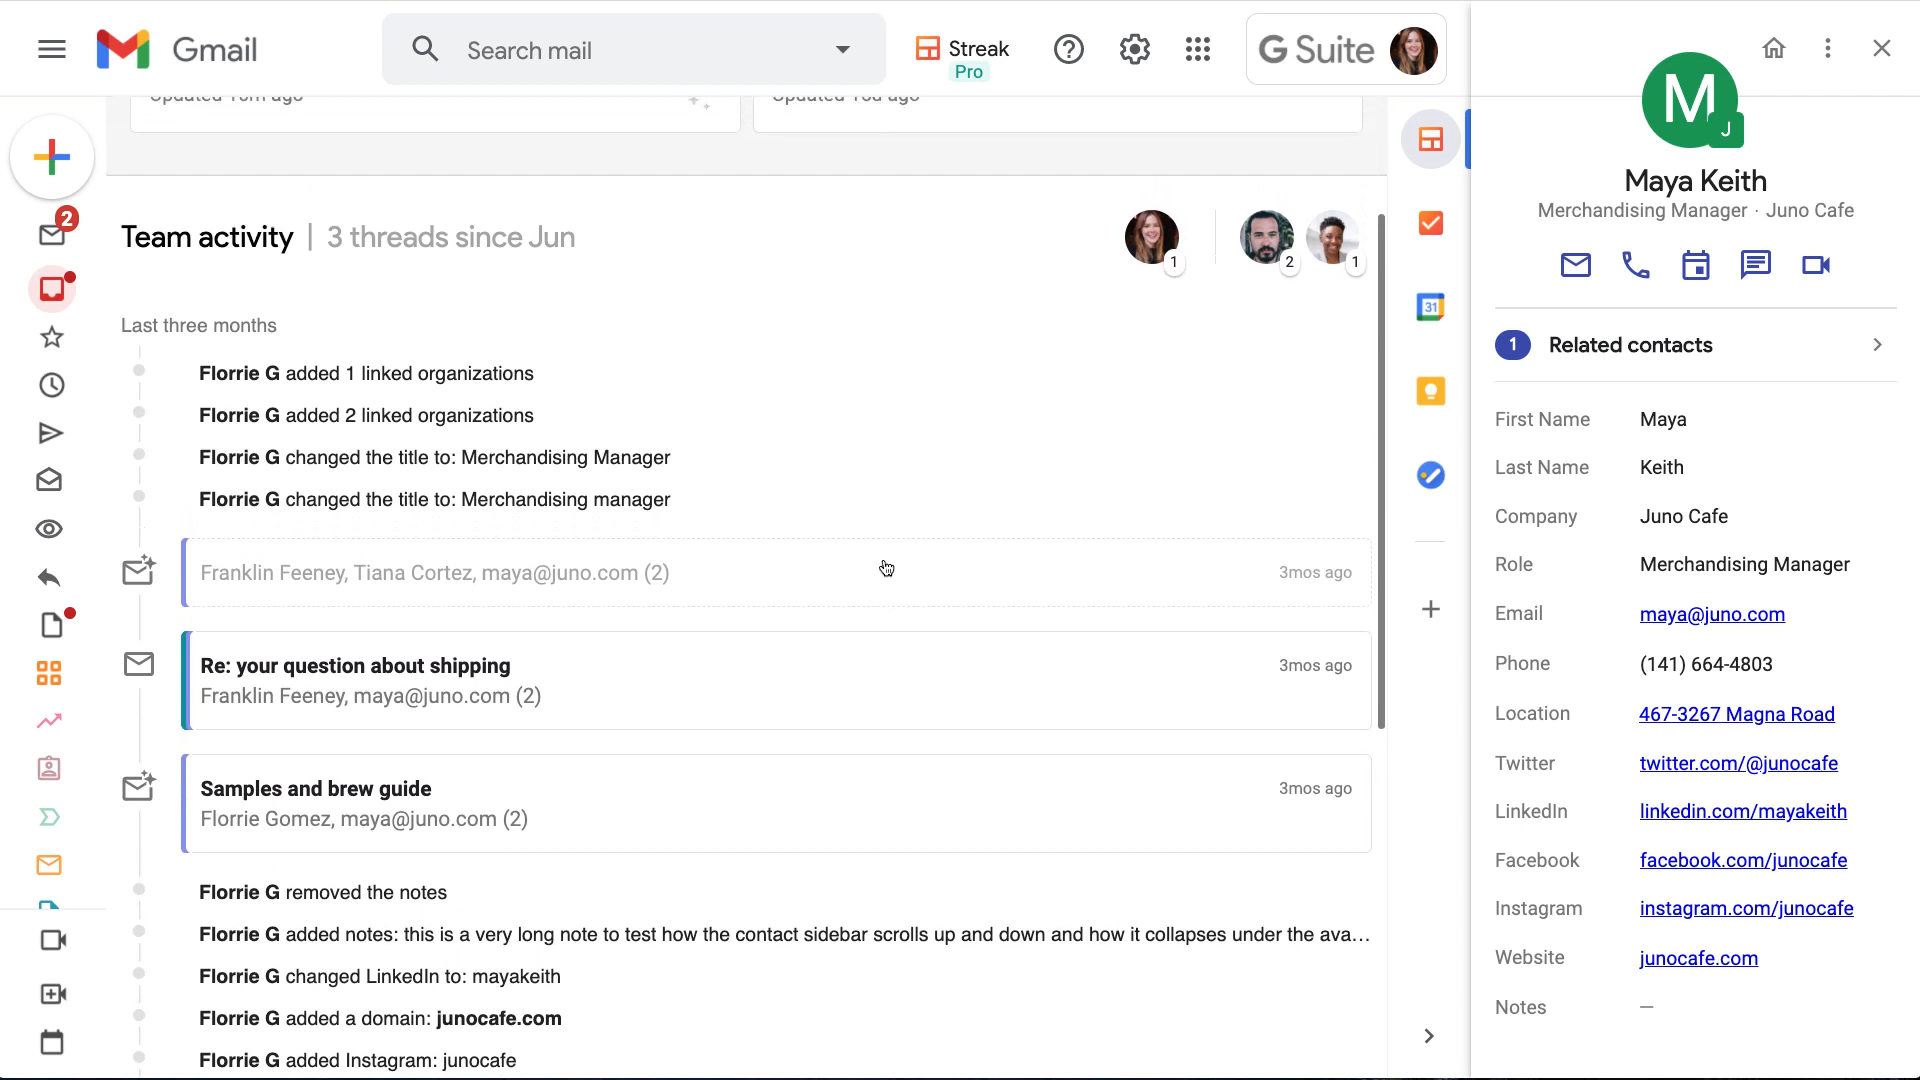 Gmail
Search mail
Streak
Pro
G Suite
Updated 10m ago
Updated 10d ago
2
Team activity | 3 threads since Jun
1
2
1
Last three months
Florrie G added 1 linked organizations
Florrie G added 2 linked organizations
Florrie G changed the title to: Merchandising Manager
Florrie G changed the title to: Merchandising manager
Franklin Feeney, Tiana Cortez, maya@juno.com (2)
3mos ago
Re: your question about shipping
3mos ago
Franklin Feeney, maya@juno.com (2)
Samples and brew guide
3mos ago
Florrie Gomez, maya@juno.com (2)
Florrie G removed the notes
Florrie G added notes: this is a very long note to test how the contact sidebar scrolls up and down and how it collapses under the ava...
Florrie G changed LinkedIn to: mayakeith
Florrie G added a domain: junocafe.com
Florrie G added Instagram: junocafe
31
M
J
Maya Keith
Merchandising Manager · Juno Cafe
1 Related contacts
First Name Maya
Last Name Keith
Company Juno Cafe
Role Merchandising Manager
Email maya@juno.com
Phone (141) 664-4803
Location 467-3267 Magna Road
Twitter twitter.com/@junocafe
LinkedIn linkedin.com/mayakeith
Facebook facebook.com/junocafe
Instagram instagram.com/junocafe
Website junocafe.com
Notes —